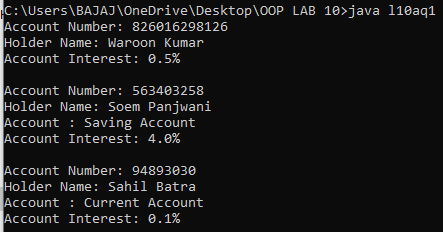 C:\Users\BAJAJ\OneDrive\Desktop\OOP LAB 10>java l10aq1
Account Number: 826016298126
Holder Name: Waroon Kumar
Account Interest: 0.5%
Account Number: 563403258
Holder Name: Soem Panjwani
Account : Saving Account
Account Interest: 4.0%
Account Number: 94893030
Holder Name: Sahil Batra
Account : Current Account
Account Interest: 0.1%